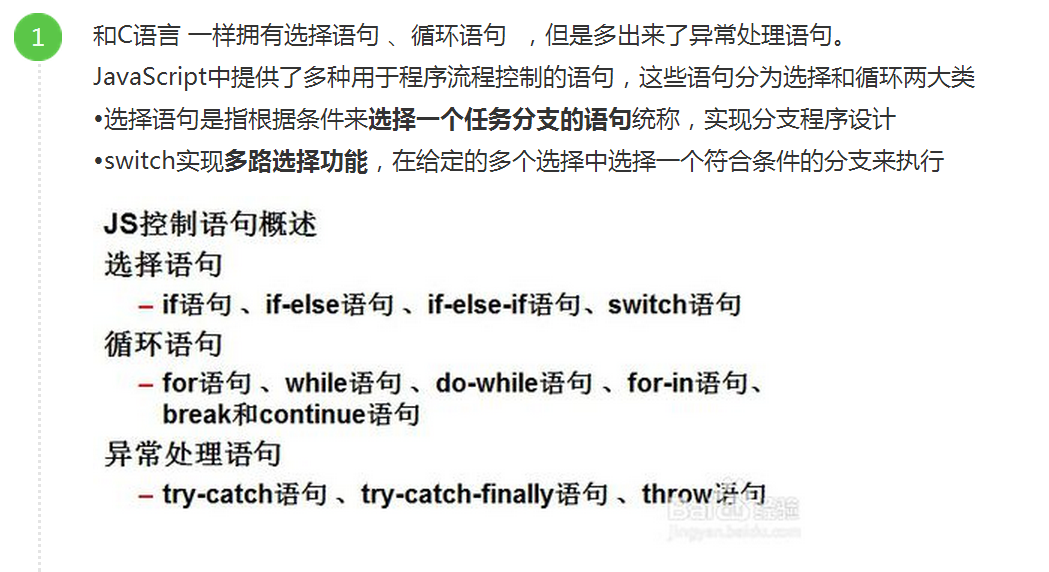 1
和C语言 一样拥有选择语句 、循环语句 ，但是多出来了异常处理语句。
JavaScript中提供了多种用于程序流程控制的语句，这些语句分为选择和循环两大类
•选择语句是指根据条件来选择一个任务分支的语句统称，实现分支程序设计
•switch实现多路选择功能，在给定的多个选择中选择一个符合条件的分支来执行
JS控制语句概述
选择语句
– if语句 、if-else语句 、if-else-if语句、switch语句
循环语句
– for语句 、while语句 、do-while语句 、for-in语句、
break和continue语句
异常处理语句
– try-catch语句 、try-catch-finally语句 、throw语句
Bai 经验
jingyan.baidu.com